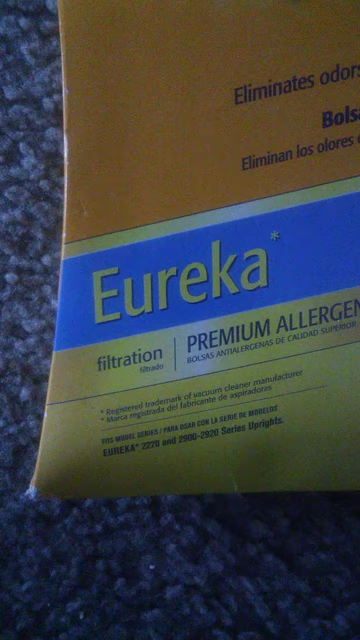 Eliminates odors
Bolsa
Eliminan los olores
Eureka*
filtration
filtrado
PREMIUM ALLERGEN
BOLSAS ANTIALERGENAS DE CALIDAD SUPERIOR
* Registered trademark of vacuum cleaner manufacturer
* Marca registrada del fabricante de aspiradoras
FITS MODEL SERIES / PARA USAR CON LA SERIE DE MODELOS
EUREKA* 2270 and 2900-2920 Series Uprights.